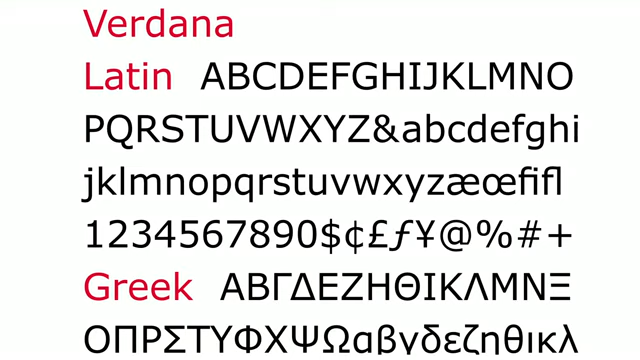 Verdana
Latin ABCDEFGHIJKLMNO
PQRSTUVWXYZ&abcdefghi
jklmnopqrstuvwxyzæœfifl
1234567890$¢£ƒ¥@%#+
Greek ΑΒΓΔΕΖΗΘΙΚΛΜΝΞ
ΟΠΡΣΤΥΦΧΨΩαβγδεζηθικλ